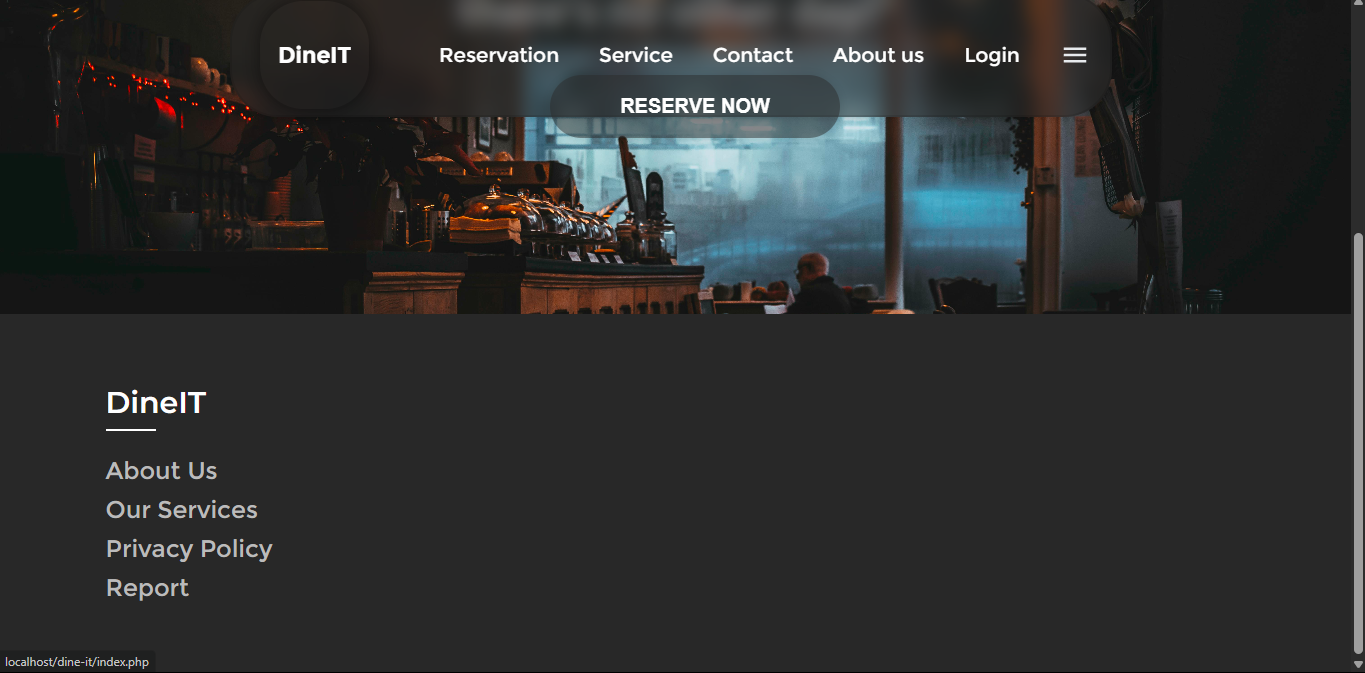 DineIT Reservation Service Contact About us Login
RESERVE NOW
DineIT
About Us
Our Services
Privacy Policy
Report
localhost/dine-it/index.php